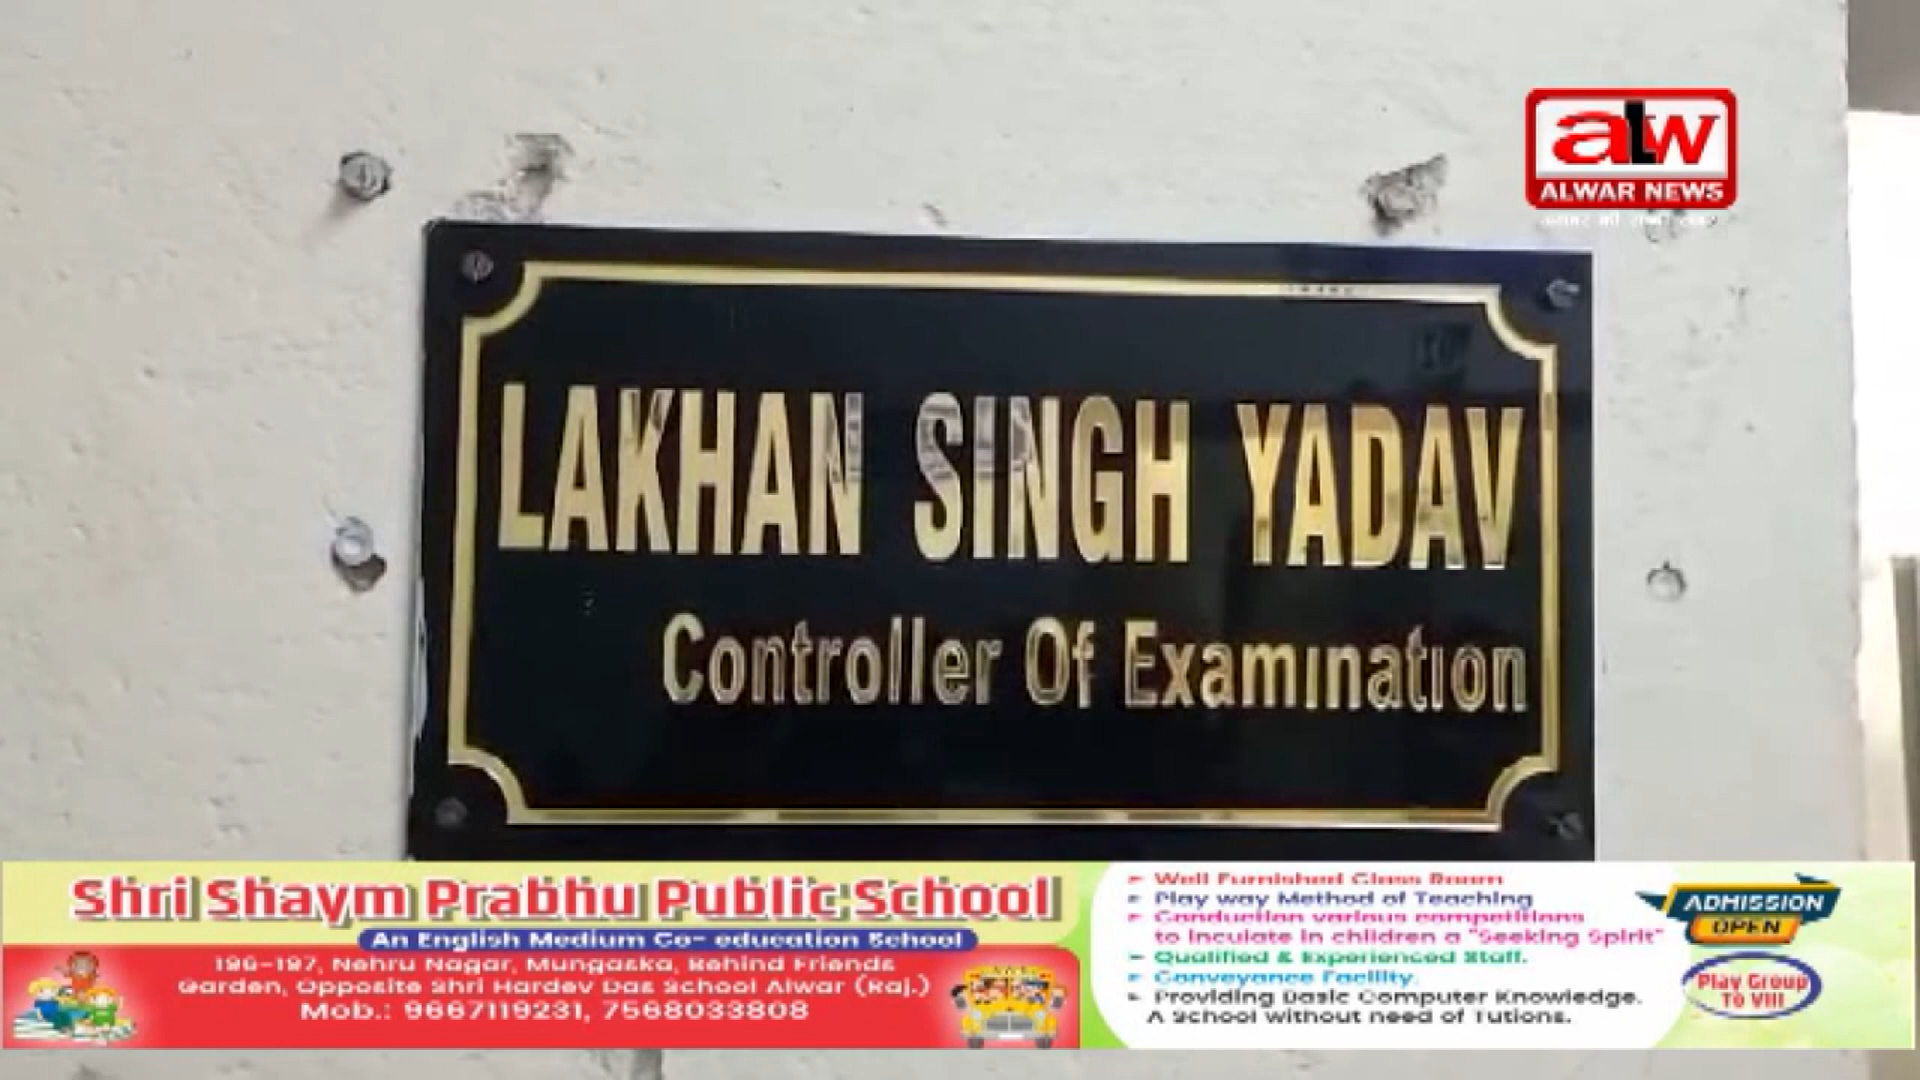 aLw
ALWAR NEWS
LAKHAN SINGH YADAV
Controller Of Examination
Shri Shaym Prabhu Public School
An English Medium Co- education School
196-197, Nehru Nagar, Mungaska, Behind Friends
Garden, Opposite Shri Hardev Das School Alwar (Raj.)
Mob.: 9667119231, 7568033808
Well Furnished Class Room
Play way Method of Teaching
Conduction various competitions
to inculate in children a "Seeking Spirit"
Qualified & Experienced Staff.
Conveyance Facility.
Providing Basic Computer Knowledge.
A School without need of Tutions.
ADMISSION
OPEN
Play Group
To VIII